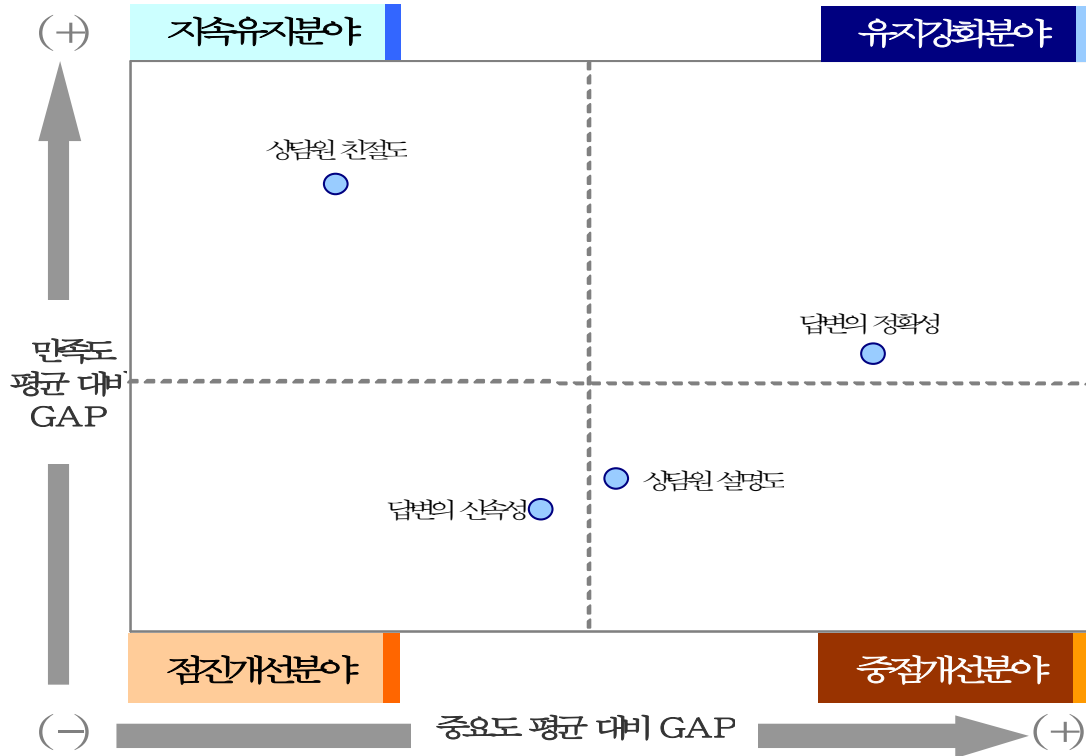 (+)
지속유지분야
유지강화분야
상담원 친절도
답변의 정확성
만족도
평균 대비
GAP
상담원 설명도
답변의 신속성
점진개선분야
중점개선분야
(-)
중요도 평균 대비 GAP
(+)